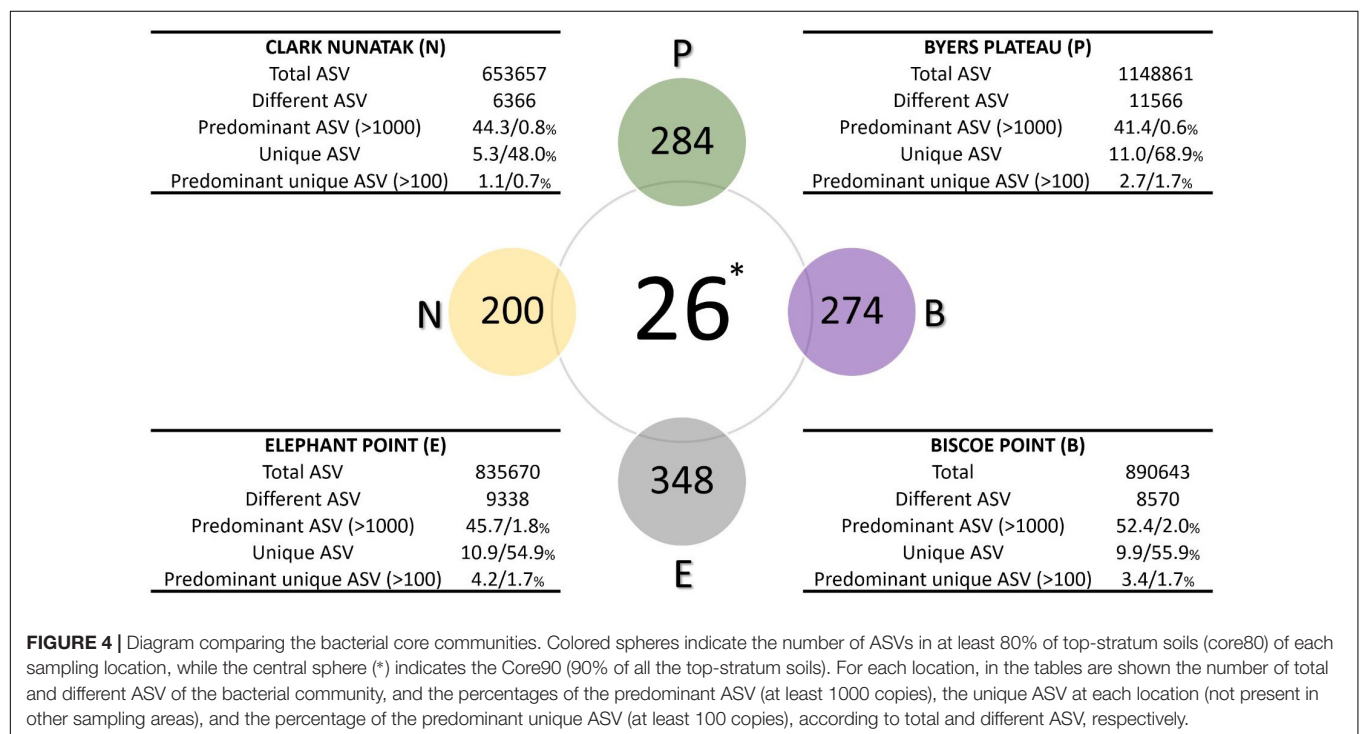 CLARK NUNATAK (N)
Total ASV 653657
Different ASV 6366
Predominant ASV (>1000) 44.3/0.8%
Unique ASV 5.3/48.0%
Predominant unique ASV (>100) 1.1/0.7%
P
284
BYERS PLATEAU (P)
Total ASV 1148861
Different ASV 11566
Predominant ASV (>1000) 41.4/0.6%
Unique ASV 11.0/68.9%
Predominant unique ASV (>100) 2.7/1.7%
N 200 26* 274 B
ELEPHANT POINT (E)
Total ASV 835670
Different ASV 9338
Predominant ASV (>1000) 45.7/1.8%
Unique ASV 10.9/54.9%
Predominant unique ASV (>100) 4.2/1.7%
348
E
BISCOE POINT (B)
Total 890643
Different ASV 8570
Predominant ASV (>1000) 52.4/2.0%
Unique ASV 9.9/55.9%
Predominant unique ASV (>100) 3.4/1.7%
FIGURE 4 | Diagram comparing the bacterial core communities. Colored spheres indicate the number of ASVs in at least 80% of top-stratum soils (core80) of each
sampling location, while the central sphere (*) indicates the Core90 (90% of all the top-stratum soils). For each location, in the tables are shown the number of total
and different ASV of the bacterial community, and the percentages of the predominant ASV (at least 1000 copies), the unique ASV at each location (not present in
other sampling areas), and the percentage of the predominant unique ASV (at least 100 copies), according to total and different ASV, respectively.